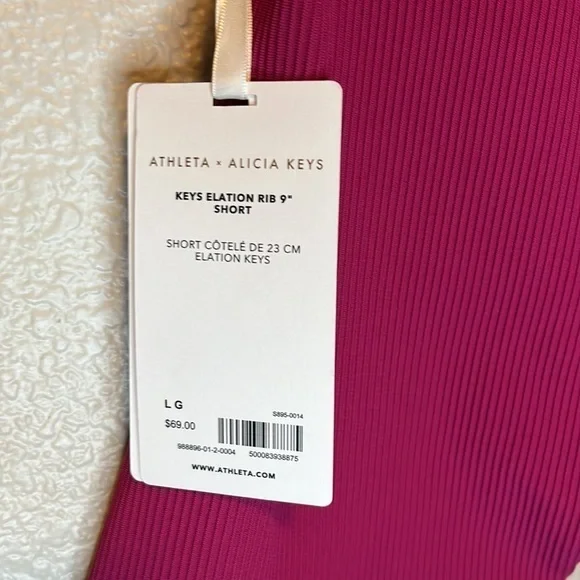 ATHLETA × ALICIA KEYS
KEYS ELATION RIB 9"
SHORT
SHORT CÔTELÉ DE 23 CM
ELATION KEYS
L G
S895-0014
$69.00
988896-01-2-0004 500083938875
WWW.ATHLETA.COM